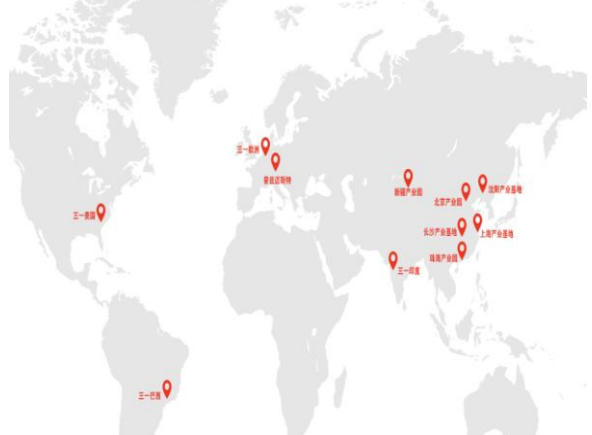 三一欧洲
普茨迈斯特
新疆产业园
沈阳产业基地
北京产业园
三一美国
长沙产业基地
上海产业基地
珠海产业园
三一印度
三一巴西